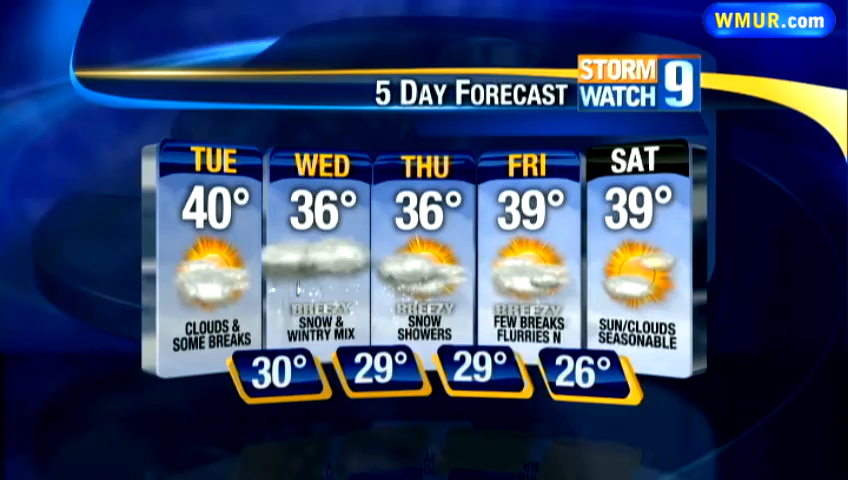 WMUR.com
5 DAY FORECAST
STORM
WATCH 9
TUE
40°
CLOUDS &
SOME BREAKS
WED
36°
BREEZY
SNOW &
WINTRY MIX
THU
36°
BREEZY
SNOW
SHOWERS
FRI
39°
BREEZY
FEW BREAKS
FLURRIES N
SAT
39°
SUN/CLOUDS
SEASONABLE
30° 29° 29° 26°